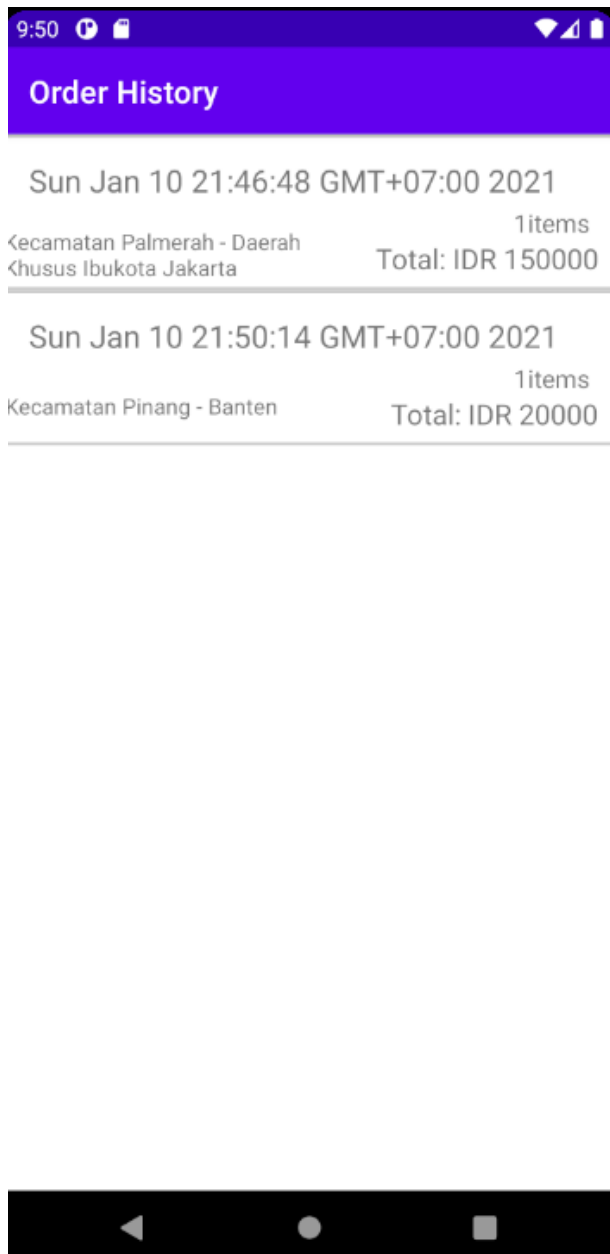 9:50
Order History
Sun Jan 10 21:46:48 GMT+07:00 2021
1items
Kecamatan Palmerah - Daerah
Khusus Ibukota Jakarta
Total: IDR 150000
Sun Jan 10 21:50:14 GMT+07:00 2021
1items
Kecamatan Pinang - Banten
Total: IDR 20000